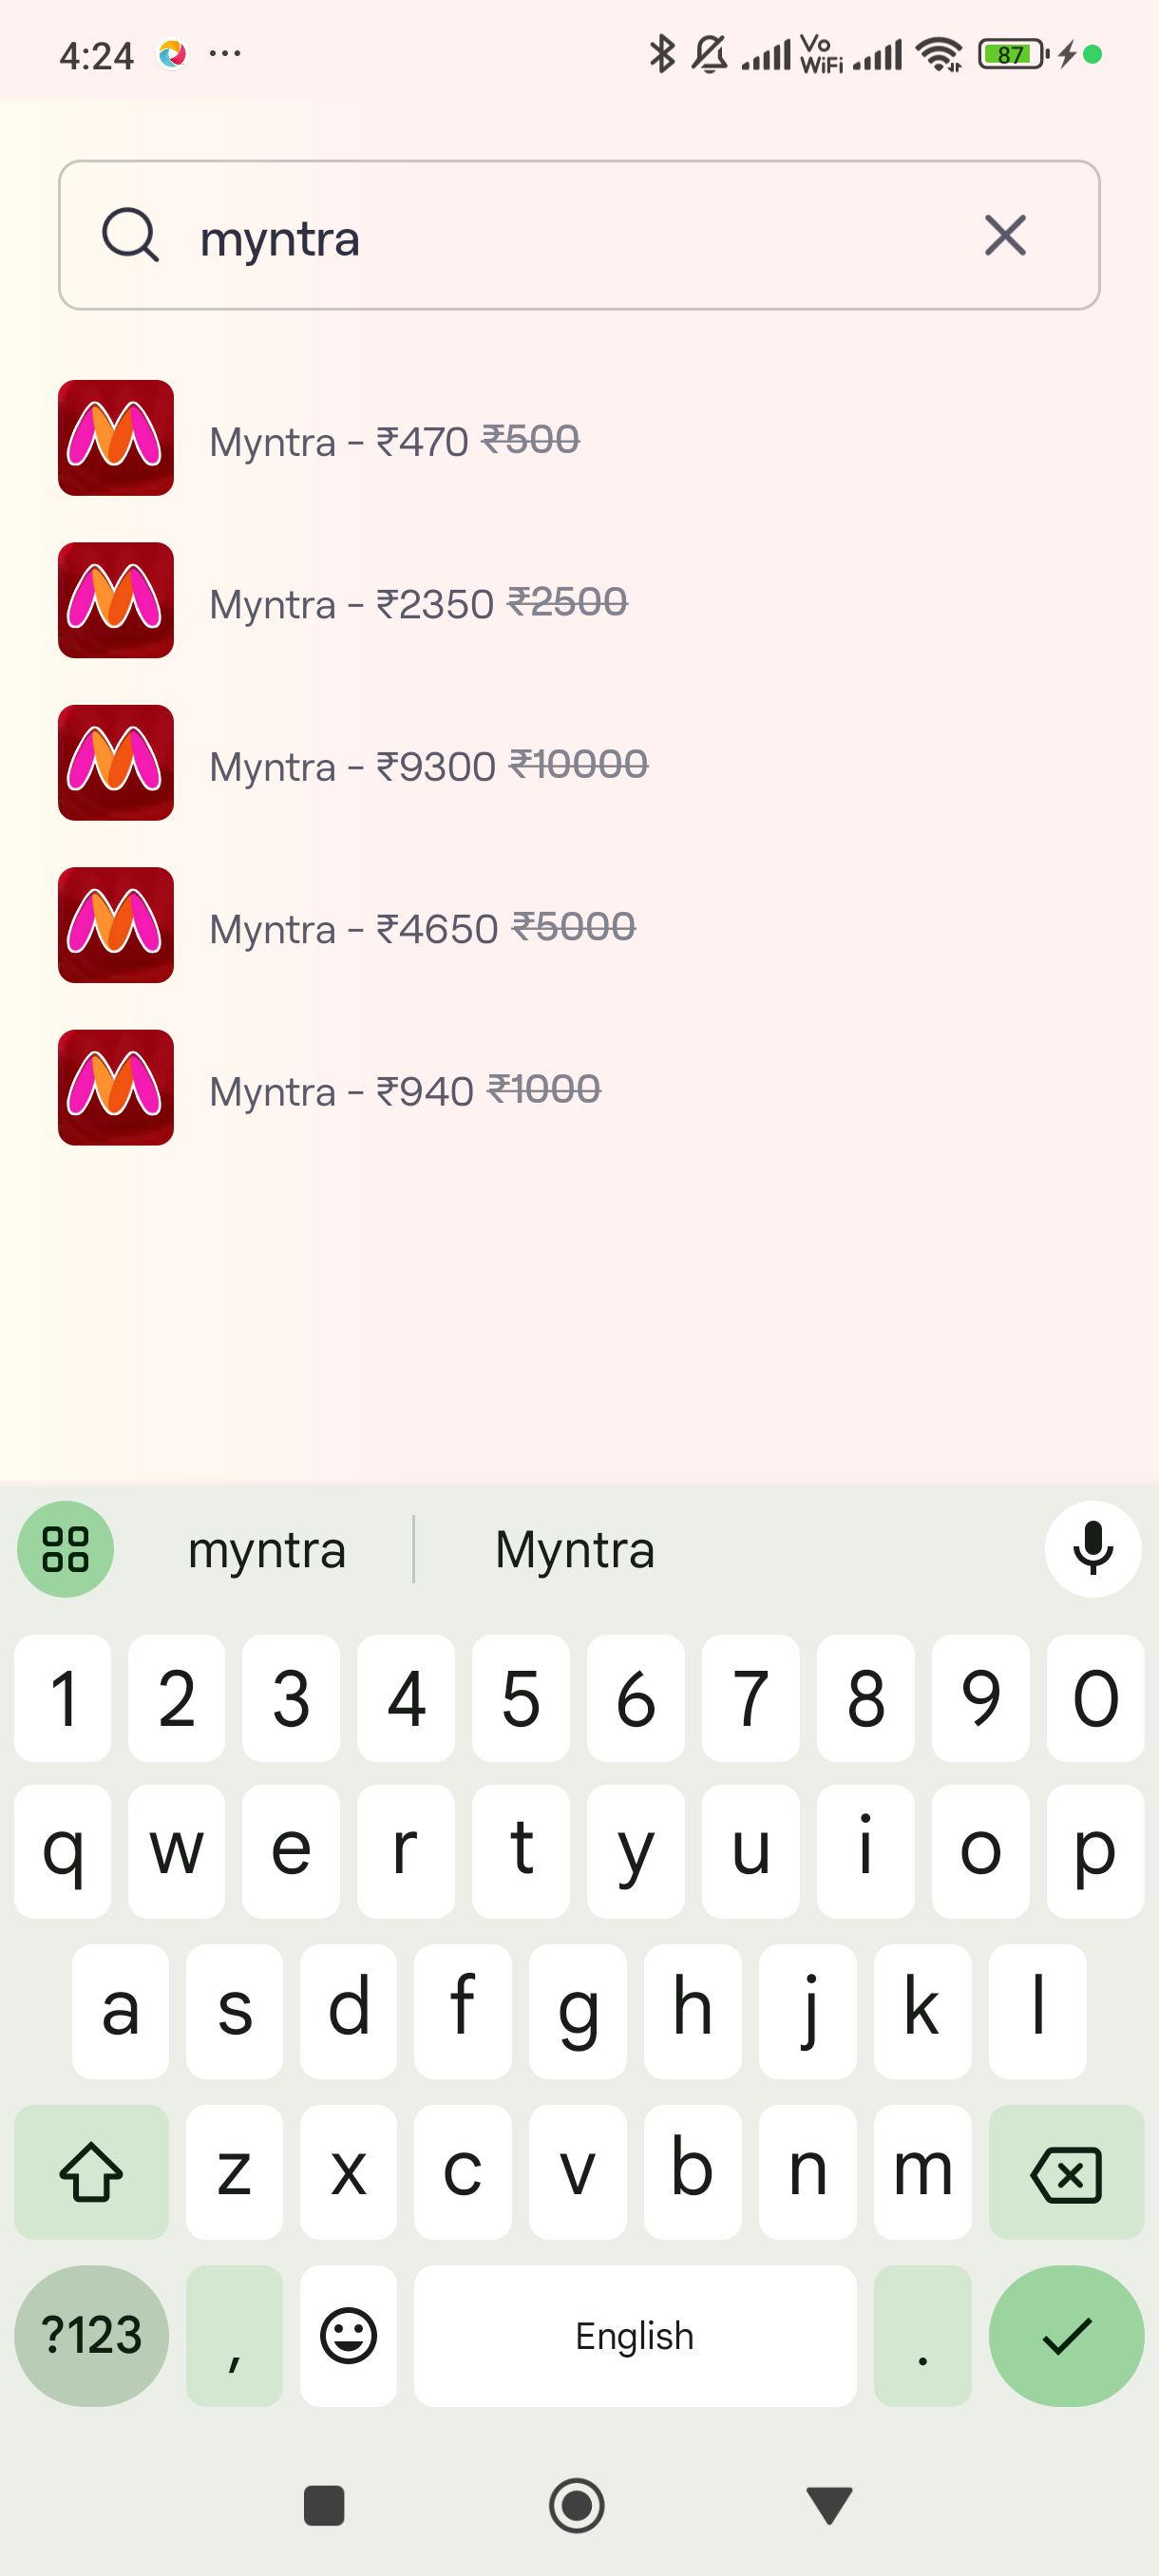 4:24 ... Vo WiFi 87
myntra
Myntra - ₹470 ₹500
Myntra - ₹2350 ₹2500
Myntra - ₹9300 ₹10000
Myntra - ₹4650 ₹5000
Myntra - ₹940 ₹1000
myntra Myntra
1 2 3 4 5 6 7 8 9 0
q w e r t y u i o p
a s d f g h j k l
z x c v b n m
?123 , English .